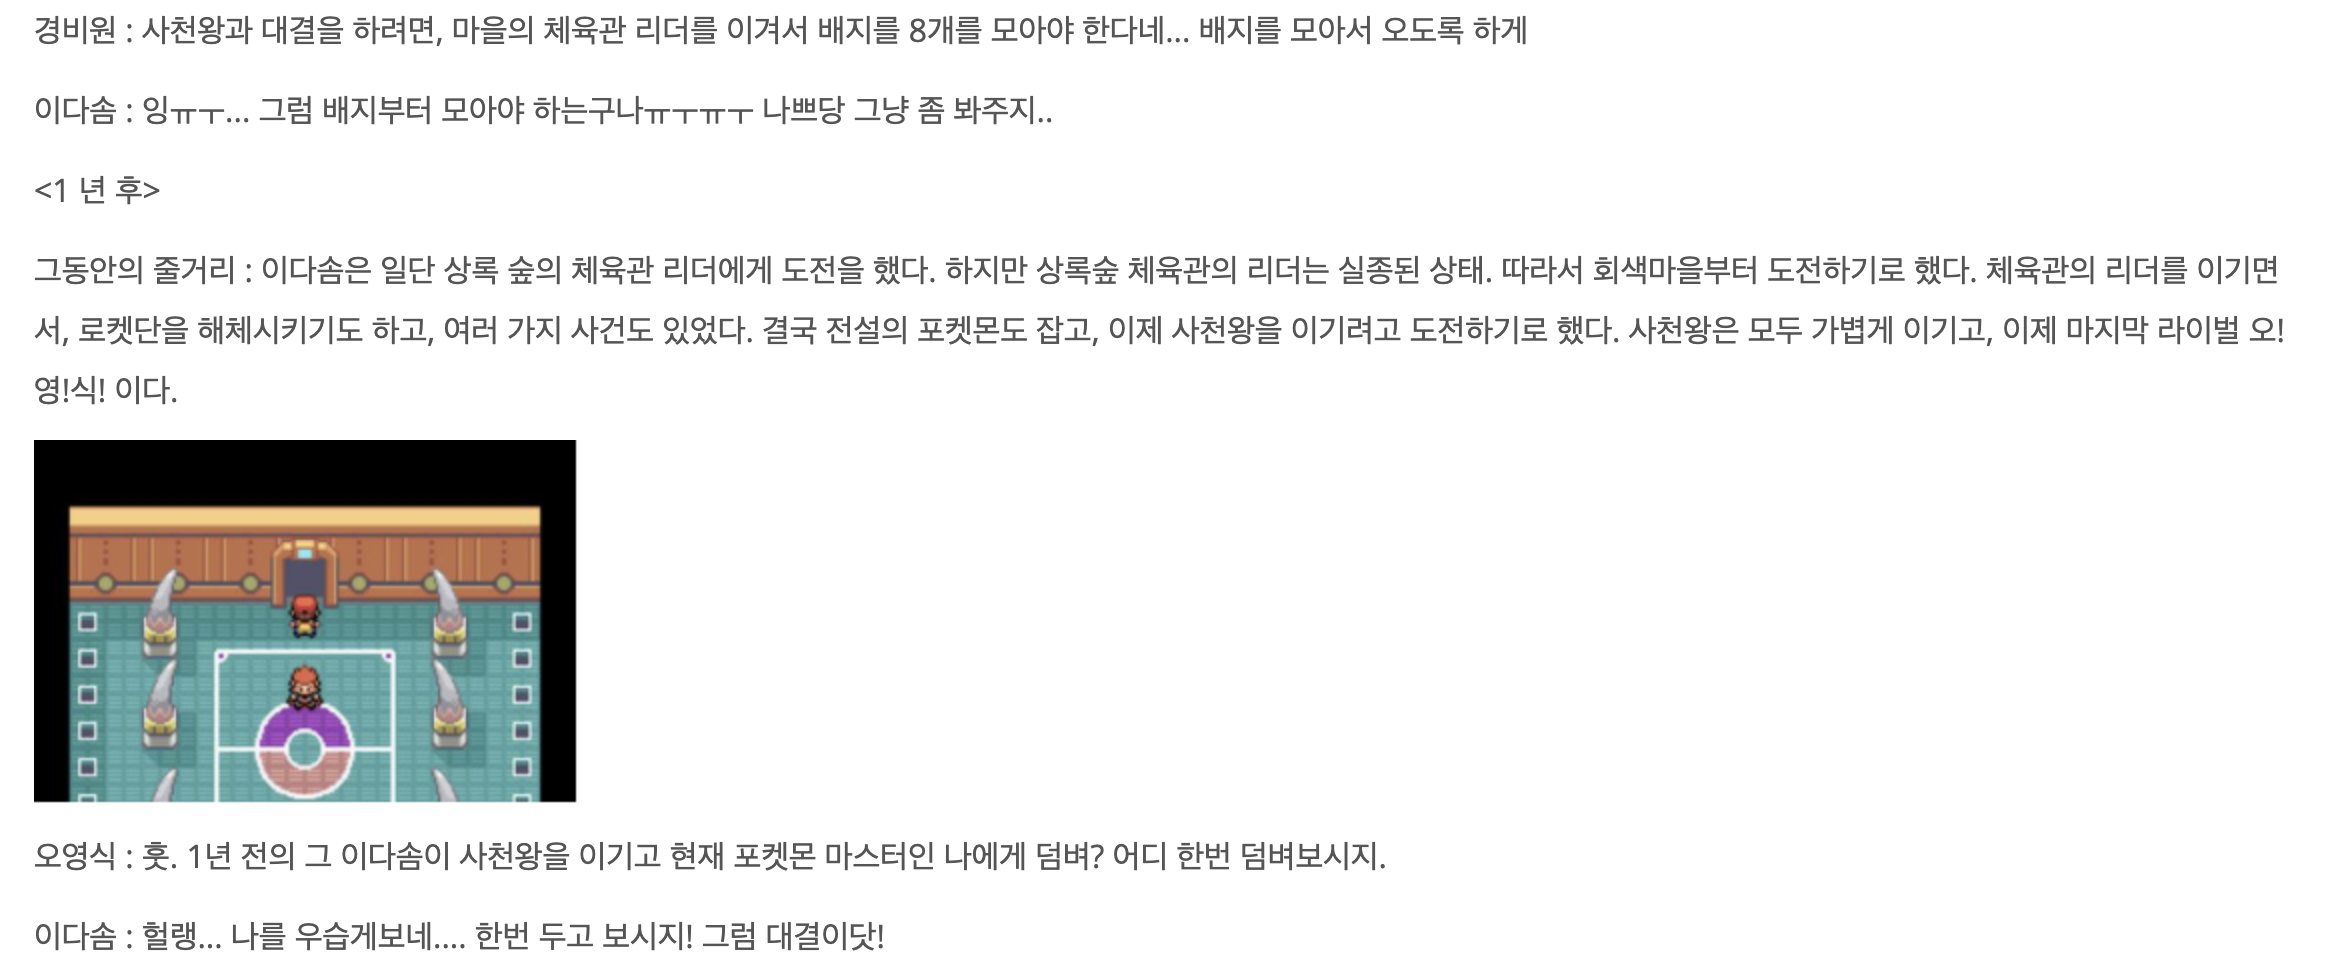 경비원 : 사천왕과 대결을 하려면, 마을의 체육관 리더를 이겨서 배지를 8개를 모아야 한다네... 배지를 모아서 오도록 하게
이다솜 : 잉ㅠㅜ... 그럼 배지부터 모아야 하는구나ㅠㅜㅠㅜ 나쁘당 그냥 좀 봐주지..
<1 년 후>
그동안의 줄거리 : 이다솜은 일단 상록 숲의 체육관 리더에게 도전을 했다. 하지만 상록숲 체육관의 리더는 실종된 상태. 따라서 회색마을부터 도전하기로 했다. 체육관의 리더를 이기면
서, 로켓단을 해체시키기도 하고, 여러 가지 사건도 있었다. 결국 전설의 포켓몬도 잡고, 이제 사천왕을 이기려고 도전하기로 했다. 사천왕은 모두 가볍게 이기고, 이제 마지막 라이벌 오!
영!식! 이다.
오영식 : 훗. 1년 전의 그 이다솜이 사천왕을 이기고 현재 포켓몬 마스터인 나에게 덤벼? 어디 한번 덤벼보시지.
이다솜 : 헐랭... 나를 우습게보네.... 한번 두고 보시지! 그럼 대결이닷!